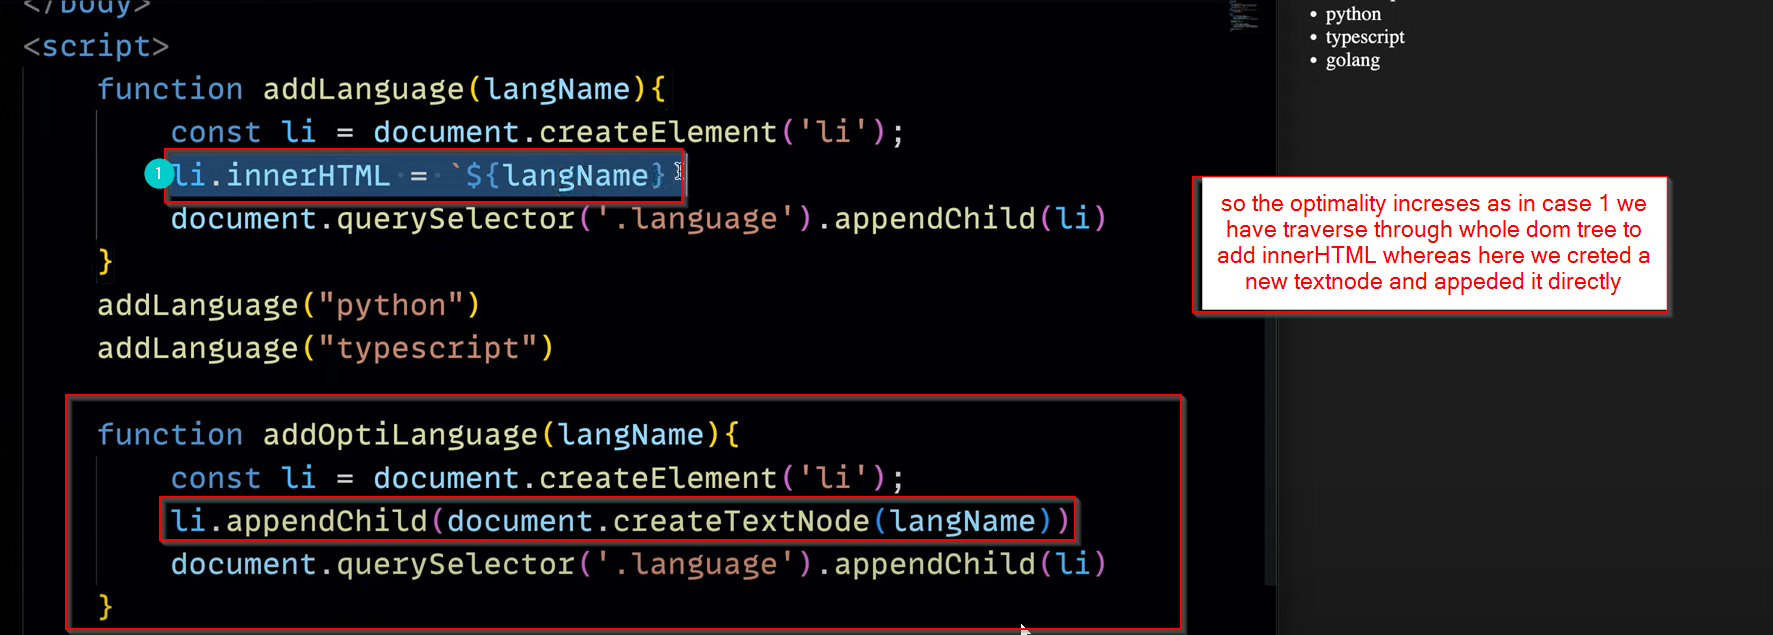 </body>
<script>
function addLanguage(langName){
const li = document.createElement('li');
1 li.innerHTML = `${langName}
document.querySelector('.language').appendChild(li)
}
addLanguage("python")
addLanguage("typescript")
function addOptiLanguage(langName){
const li = document.createElement('li');
li.appendChild(document.createTextNode(langName))
document.querySelector('.language').appendChild(li)
}
• python
• typescript
• golang
so the optimality increses as in case 1 we
have traverse through whole dom tree to
add innerHTML whereas here we creted a
new textnode and appeded it directly